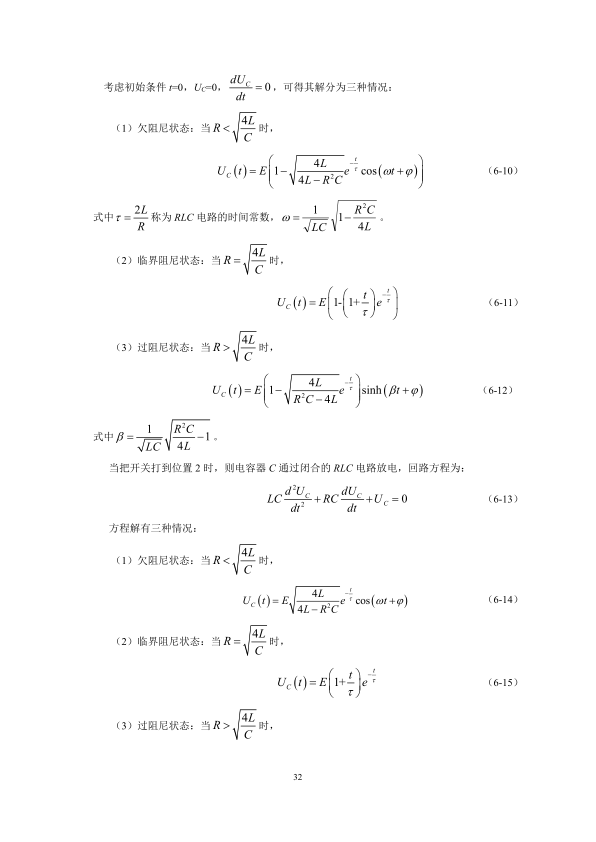 考虑初始条件 t=0，U_C=0，\frac{dU_C}{dt}=0，可得其解分为三种情况：
（1）欠阻尼状态：当 R<\sqrt{\frac{4L}{C}} 时，
U_C(t)=E\left(1-\sqrt{\frac{4L}{4L-R^2C}}e^{-\frac{t}{\tau}}\cos(\omega t+\varphi)\right) （6-10）
式中 \tau=\frac{2L}{R} 称为 RLC 电路的时间常数，\omega=\frac{1}{\sqrt{LC}}\sqrt{1-\frac{R^2C}{4L}}。
（2）临界阻尼状态：当 R=\sqrt{\frac{4L}{C}} 时，
U_C(t)=E\left(1-\left(1+\frac{t}{\tau}\right)e^{-\frac{t}{\tau}}\right) （6-11）
（3）过阻尼状态：当 R>\sqrt{\frac{4L}{C}} 时，
U_C(t)=E\left(1-\sqrt{\frac{4L}{R^2C-4L}}e^{-\frac{t}{\tau}}\right)\sinh(\beta t+\varphi) （6-12）
式中 \beta=\frac{1}{\sqrt{LC}}\sqrt{\frac{R^2C}{4L}-1}。
当把开关打到位置 2 时，则电容器 C 通过闭合的 RLC 电路放电，回路方程为：
LC\frac{d^2U_C}{dt^2}+RC\frac{dU_C}{dt}+U_C=0 （6-13）
方程解有三种情况：
（1）欠阻尼状态：当 R<\sqrt{\frac{4L}{C}} 时，
U_C(t)=E\sqrt{\frac{4L}{4L-R^2C}}e^{-\frac{t}{\tau}}\cos(\omega t+\varphi) （6-14）
（2）临界阻尼状态：当 R=\sqrt{\frac{4L}{C}} 时，
U_C(t)=E\left(1+\frac{t}{\tau}\right)e^{-\frac{t}{\tau}} （6-15）
（3）过阻尼状态：当 R>\sqrt{\frac{4L}{C}} 时，
32